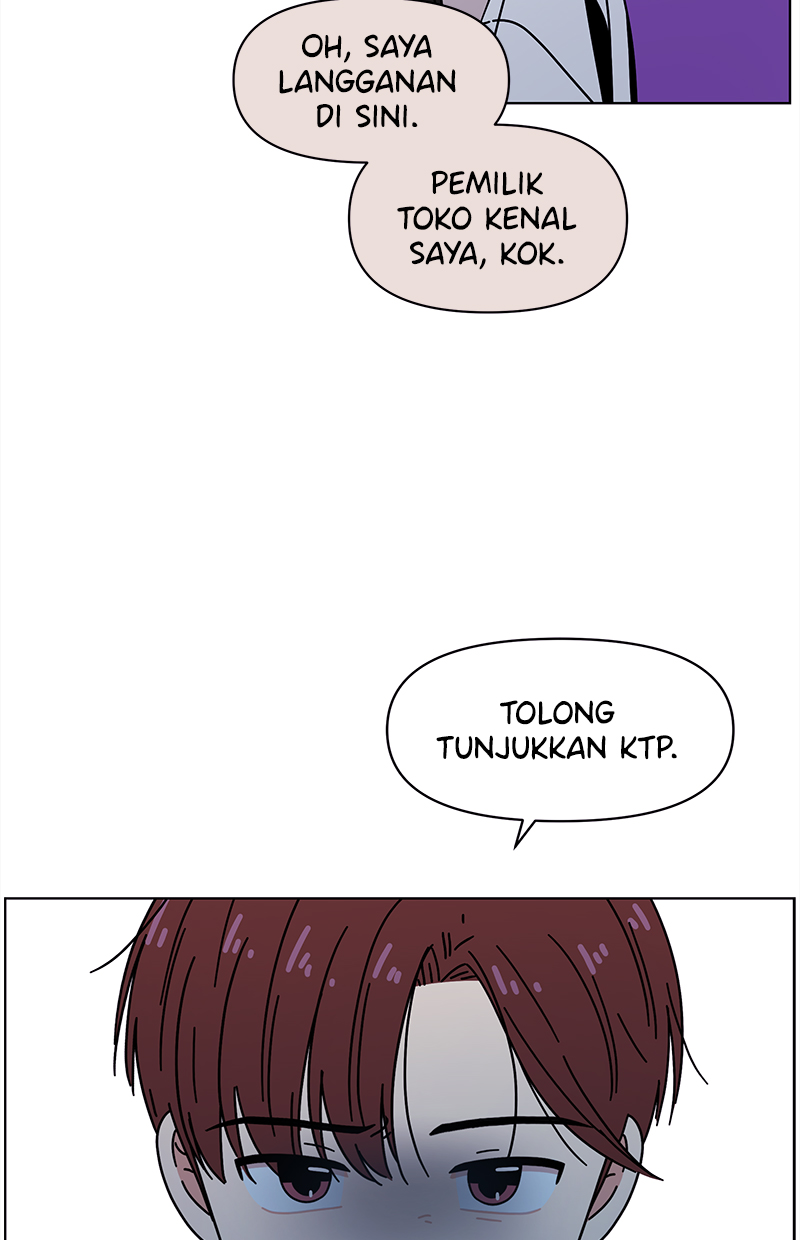 OH, SAYA
LANGGANAN
DI SINI.
PEMILIK
TOKO KENAL
SAYA, KOK.
TOLONG
TUNJUKKAN KTP.